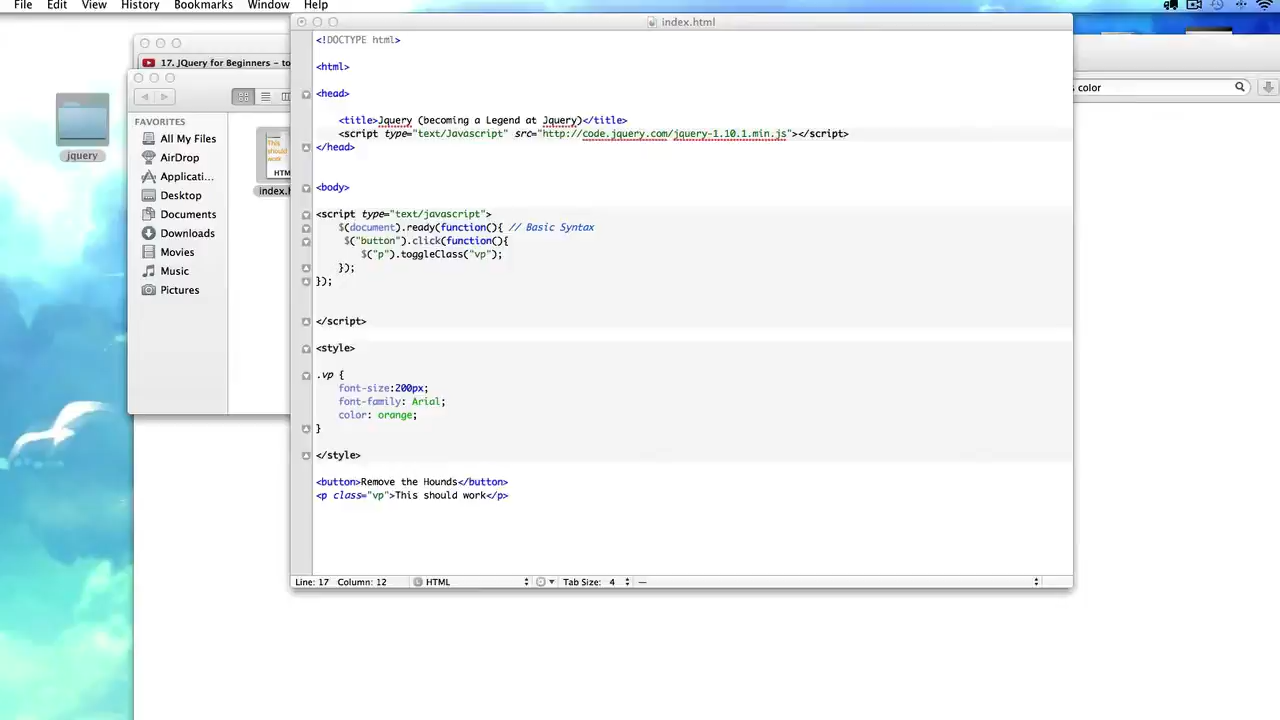 File Edit View History Bookmarks Window Help
index.html
17. JQuery for Beginners – to
color
jquery
FAVORITES
All My Files
AirDrop
Applicati...
Desktop
Documents
Downloads
Movies
Music
Pictures
This
should
work
HTM
index.h
<!DOCTYPE html>
<html>
<head>
<title>Jquery (becoming a Legend at Jquery)</title>
<script type="text/Javascript" src="http://code.jquery.com/jquery-1.10.1.min.js"></script>
</head>
<body>
<script type="text/javascript">
$(document).ready(function(){ // Basic Syntax
$("button").click(function(){
$("p").toggleClass("vp");
});
});
</script>
<style>
.vp {
font-size:200px;
font-family: Arial;
color: orange;
}
</style>
<button>Remove the Hounds</button>
<p class="vp">This should work</p>
Line: 17 Column: 12 HTML Tab Size: 4 —